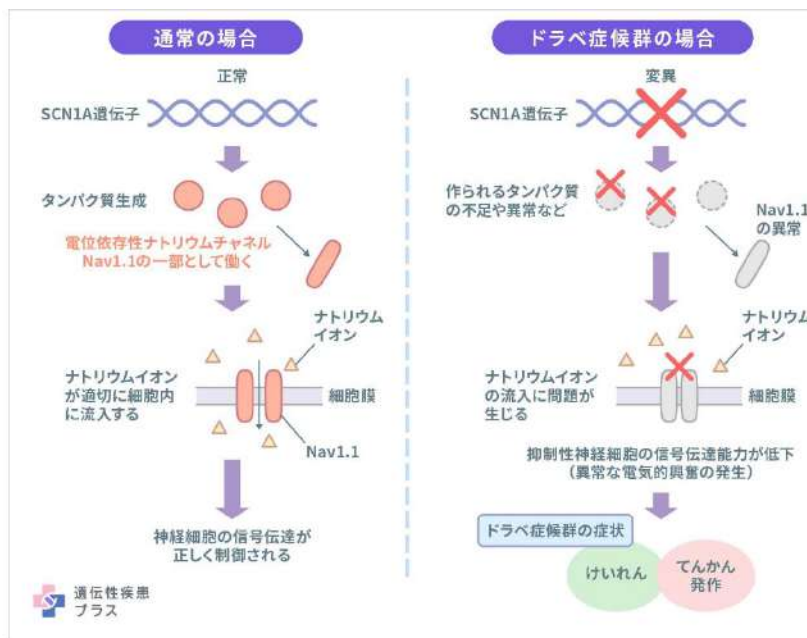 通常の場合
正常
SCN1A遺伝子
タンパク質生成
電位依存性ナトリウムチャネル
Nav1.1の一部として働く
ナトリウム
イオン
ナトリウムイオン
が適切に細胞内
に流入する
細胞膜
Nav1.1
神経細胞の信号伝達が
正しく制御される
遺伝性疾患
プラス
ドラベ症候群の場合
変異
SCN1A遺伝子
作られるタンパク質
の不足や異常など
Nav1.1
の異常
ナトリウム
イオン
ナトリウムイオン
の流入に問題が
生じる
細胞膜
抑制性神経細胞の信号伝達能力が低下
（異常な電気的興奮の発生）
ドラベ症候群の症状
けいれん
てんかん
発作